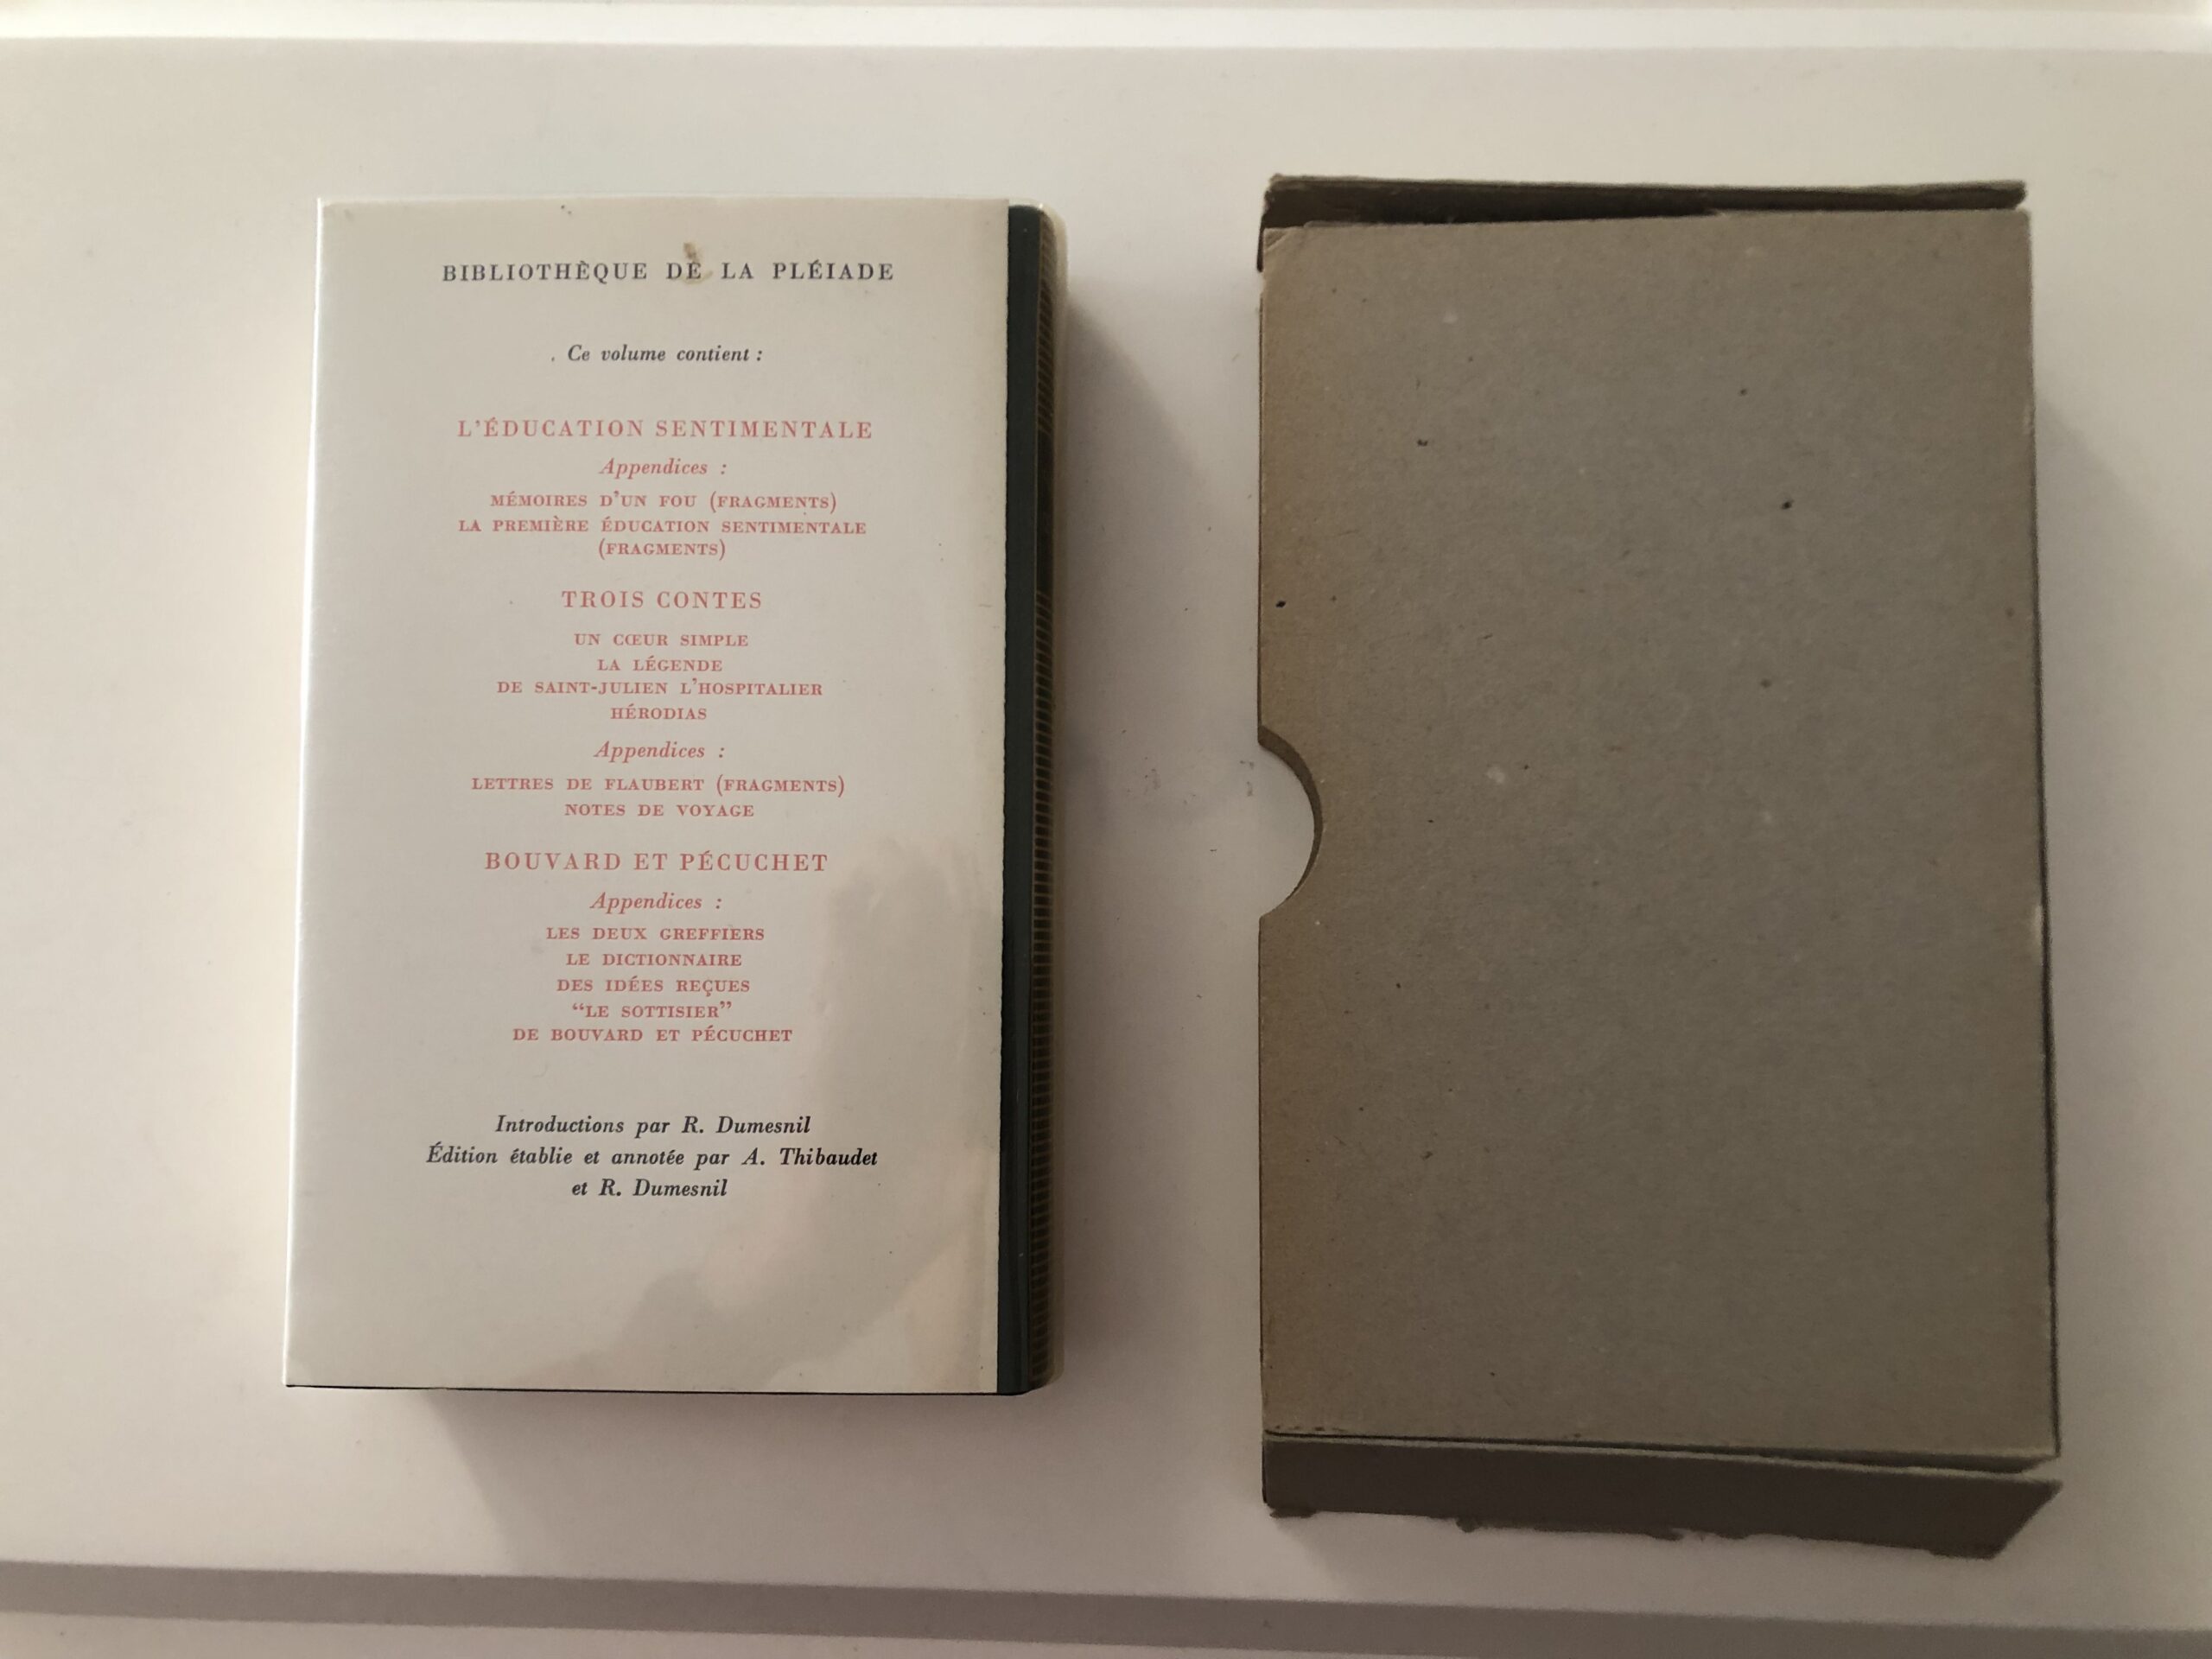 BIBLIOTHÈQUE DE LA PLÉIADE
Ce volume contient :
L'ÉDUCATION SENTIMENTALE
Appendices :
MÉMOIRES D'UN FOU (FRAGMENTS)
LA PREMIÈRE ÉDUCATION SENTIMENTALE
(FRAGMENTS)
TROIS CONTES
UN CŒUR SIMPLE
LA LÉGENDE
DE SAINT-JULIEN L'HOSPITALIER
HÉRODIAS
Appendices :
LETTRES DE FLAUBERT (FRAGMENTS)
NOTES DE VOYAGE
BOUVARD ET PÉCUCHET
Appendices :
LES DEUX GREFFIERS
LE DICTIONNAIRE
DES IDÉES REÇUES
“LE SOTTISIER”
DE BOUVARD ET PÉCUCHET
Introductions par R. Dumesnil
Édition établie et annotée par A. Thibaudet
et R. Dumesnil